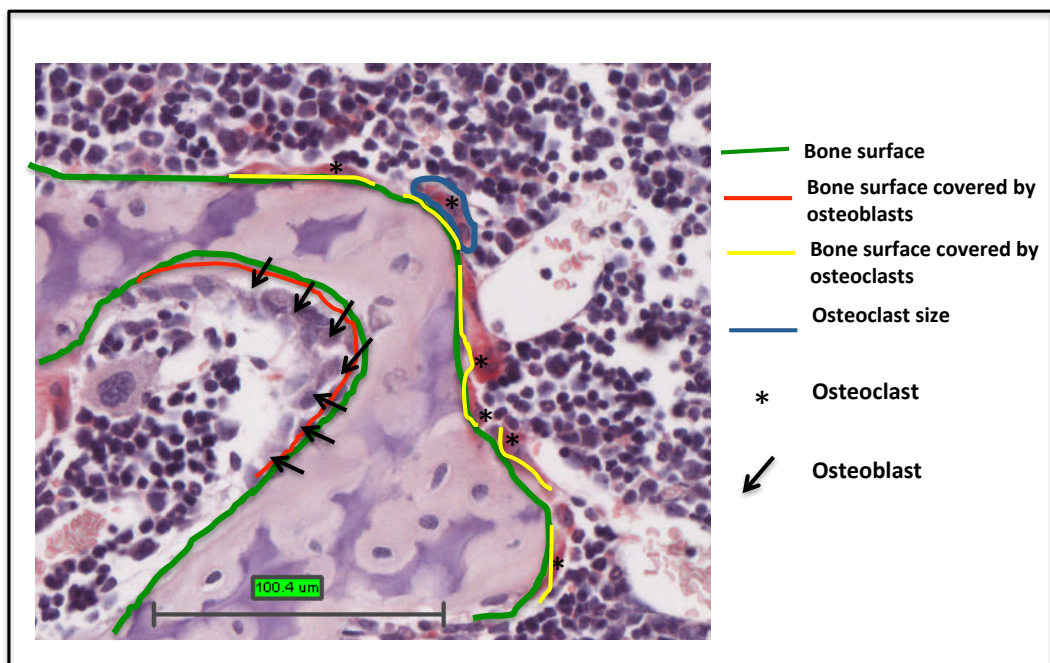 Bone surface
Bone surface covered by
osteoblasts
Bone surface covered by
osteoclasts
Osteoclast size
* Osteoclast
Osteoblast
100.4 um